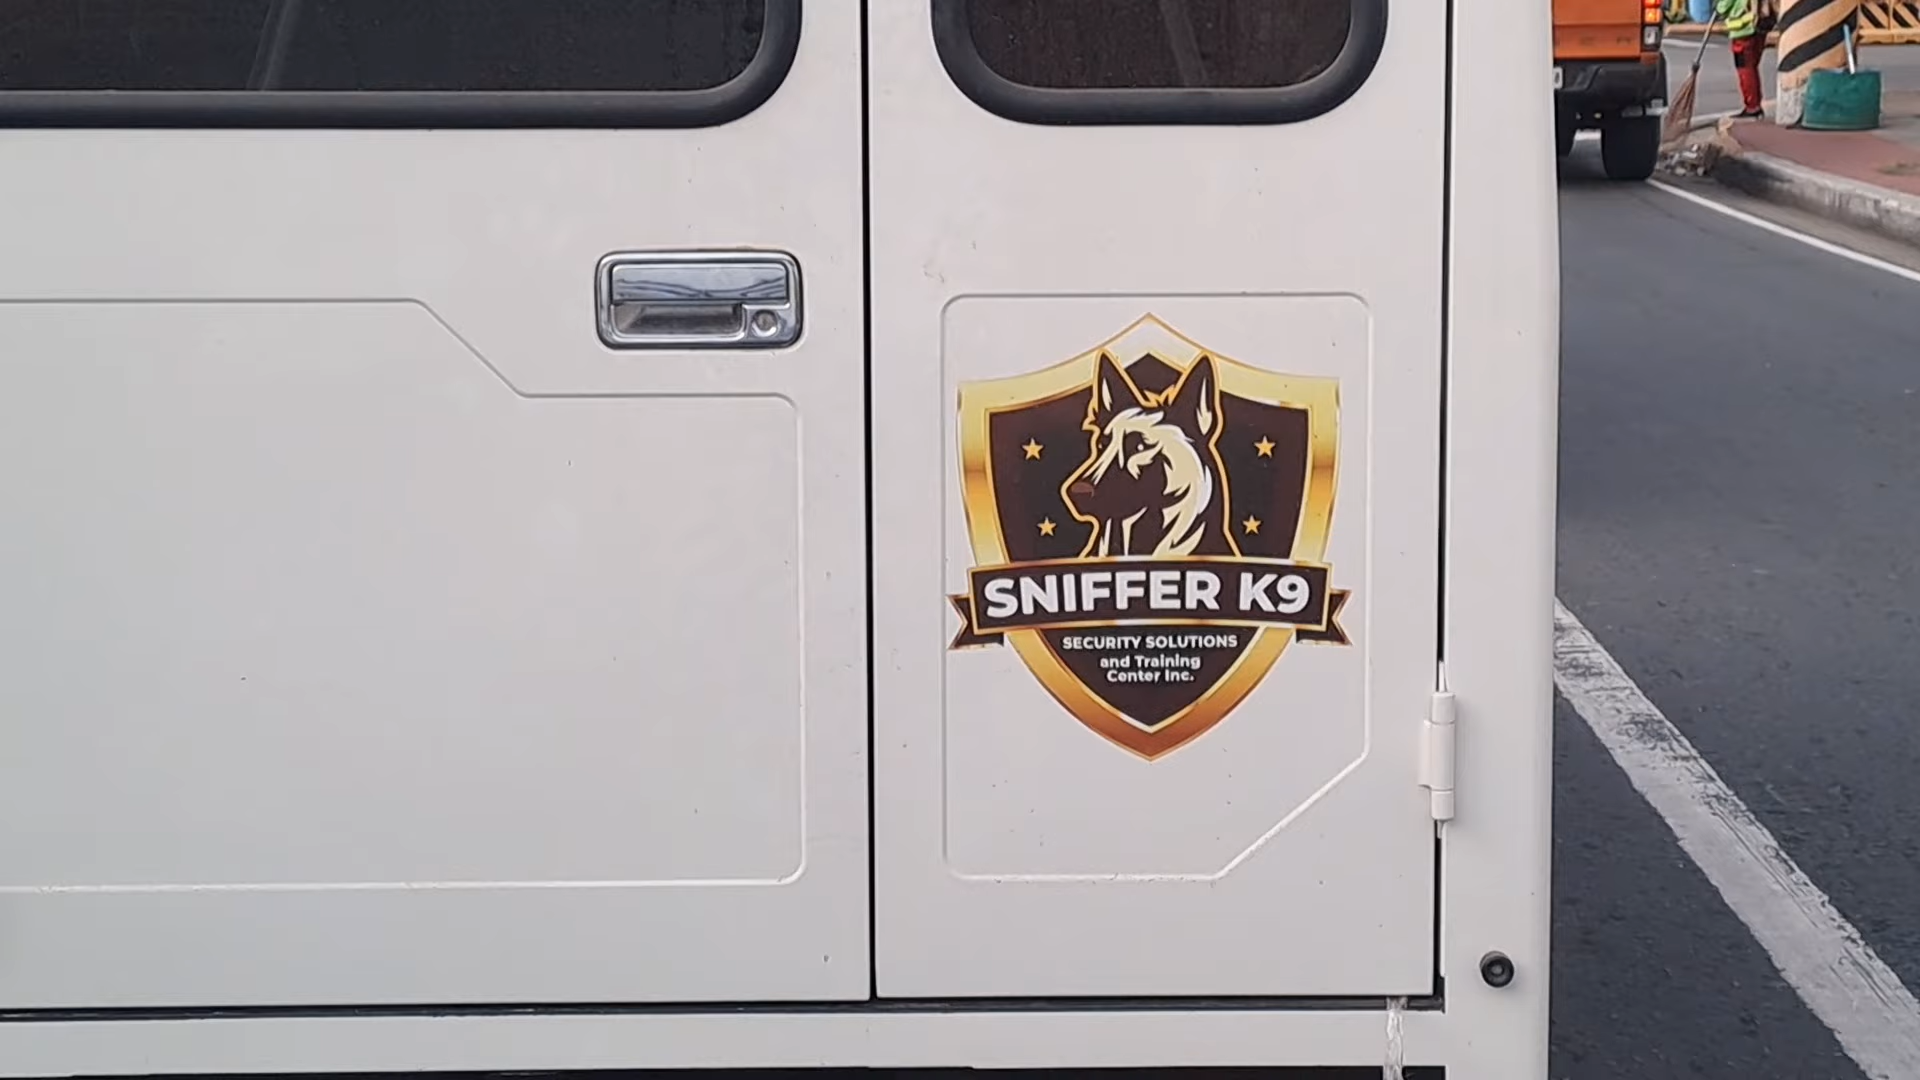 SNIFFER K9
SECURITY SOLUTIONS
and Training
Center Inc.